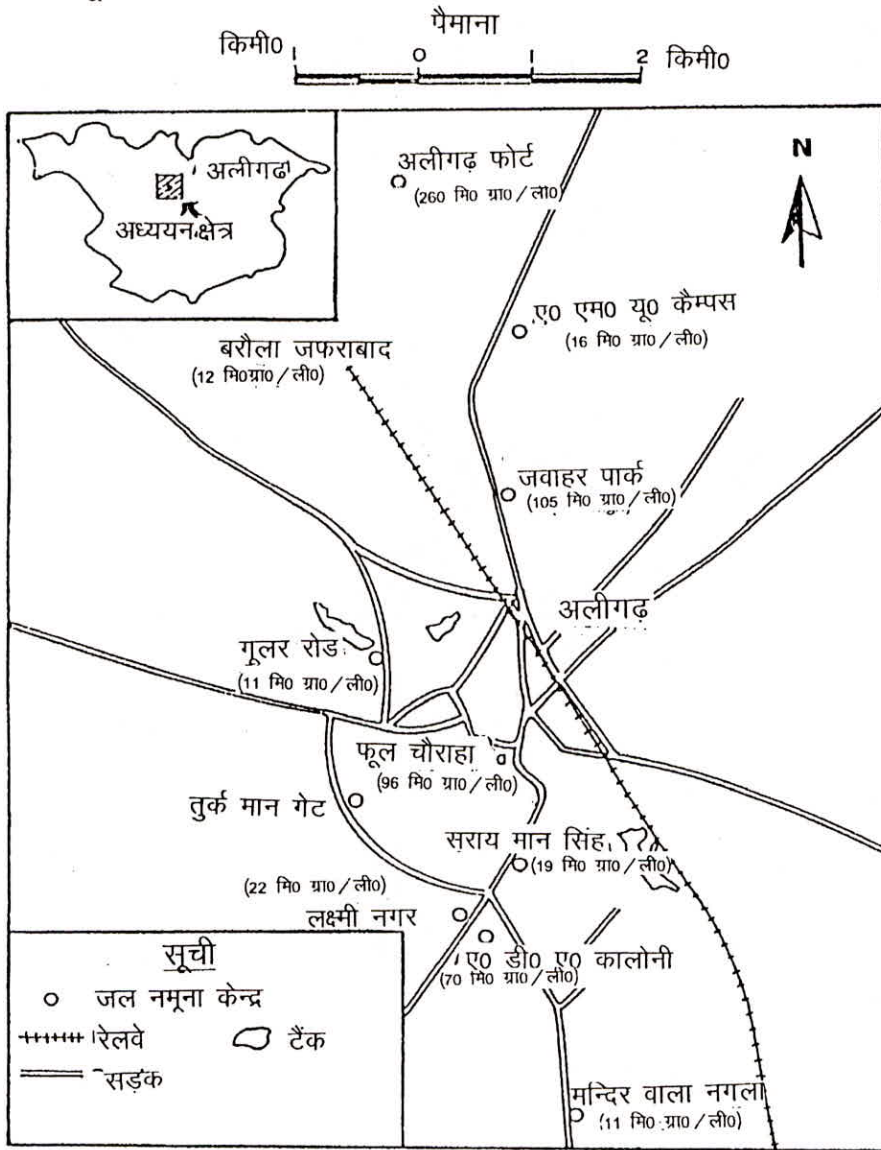 पैमाना
किमी0 1 0 1 2 किमी0
अलीगढ़
अध्ययन क्षेत्र
अलीगढ़ फोर्ट
(260 मि0 ग्रा0 / ली0)
N
ए0 एम0 यू0 कैम्पस
(16 मि0 ग्रा0 / ली0)
बरौला जफराबाद
(12 मि0ग्रा0 / ली0)
जवाहर पार्क
(105 मि0 ग्रा0 / ली0)
अलीगढ़
गूलर रोड
(11 मि0 ग्रा0 / ली0)
फूल चौराहा
(96 मि0 ग्रा0 / ली0)
तुर्क मान गेट
सराय मान सिंह
(19 मि0 ग्रा0 / ली0)
(22 मि0 ग्रा0 / ली0)
लक्ष्मी नगर
ए0 डी0 ए0 कालोनी
(70 मि0 ग्रा0 / ली0)
सूची
जल नमूना केन्द्र
रेलवे टैंक
सड़क
मन्दिर वाला नगला
(11 मि0 ग्रा0 / ली0)